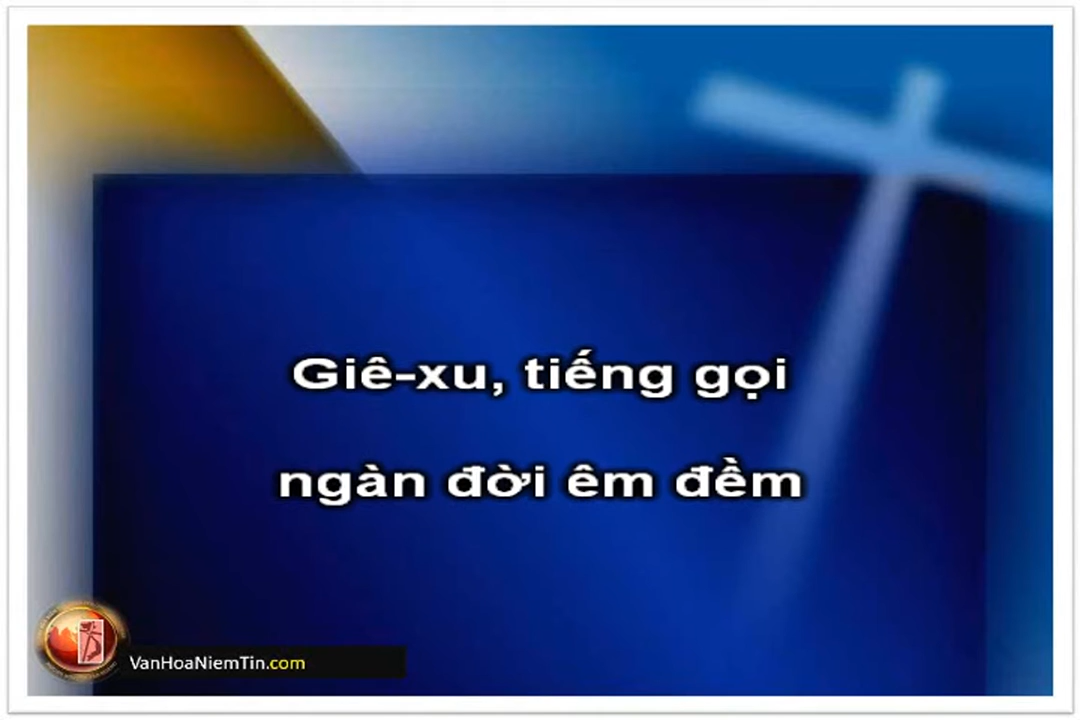 Giê-xu, tiếng gọi
ngàn đời êm đềm
VanHoaNiemTin.com